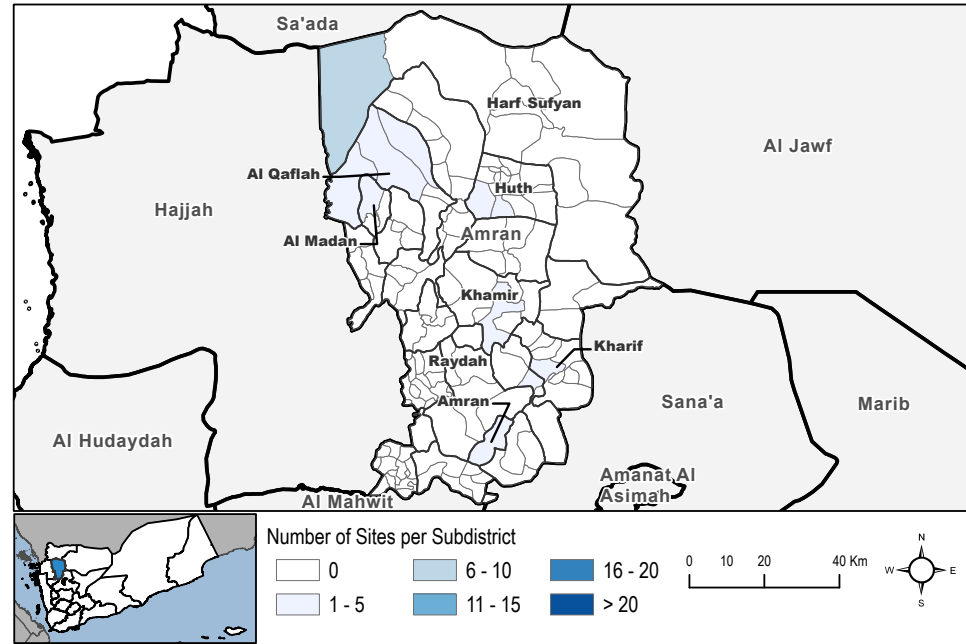 Sa'ada
Harf Sufyan
Al Jawf
Al Qaflah
Huth
Hajjah
Amran
Al Madan
Khamir
Kharif
Raydah
Amran
Sana'a
Marib
Al Hudaydah
Amanat Al
Asimah
Al Mahwit
Number of Sites per Subdistrict
0
6 - 10
16 - 20
1 - 5
11 - 15
> 20
0 10 20 40 Km
N
W E
S